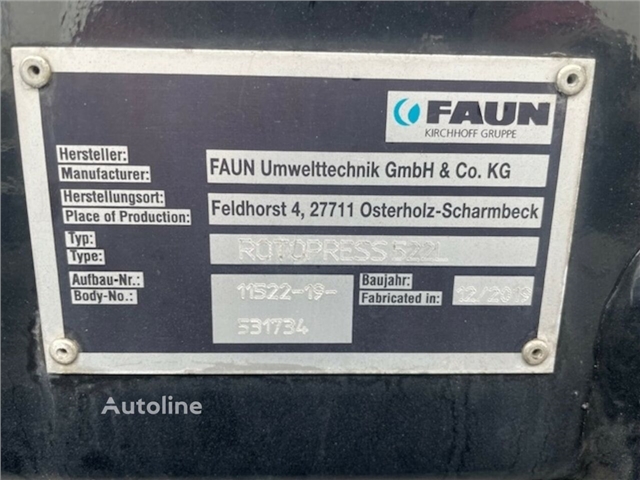 FAUN
KIRCHHOFF GRUPPE
Hersteller:
Manufacturer:
FAUN Umwelttechnik GmbH & Co. KG
Herstellungsort:
Place of Production:
Feldhorst 4, 27711 Osterholz-Scharmbeck
Typ:
Type:
ROTOPRESS 522L
Aufbau-Nr.:
Body-No.:
11522-19-
531734
Baujahr:
Fabricated in:
12/2019
Autoline